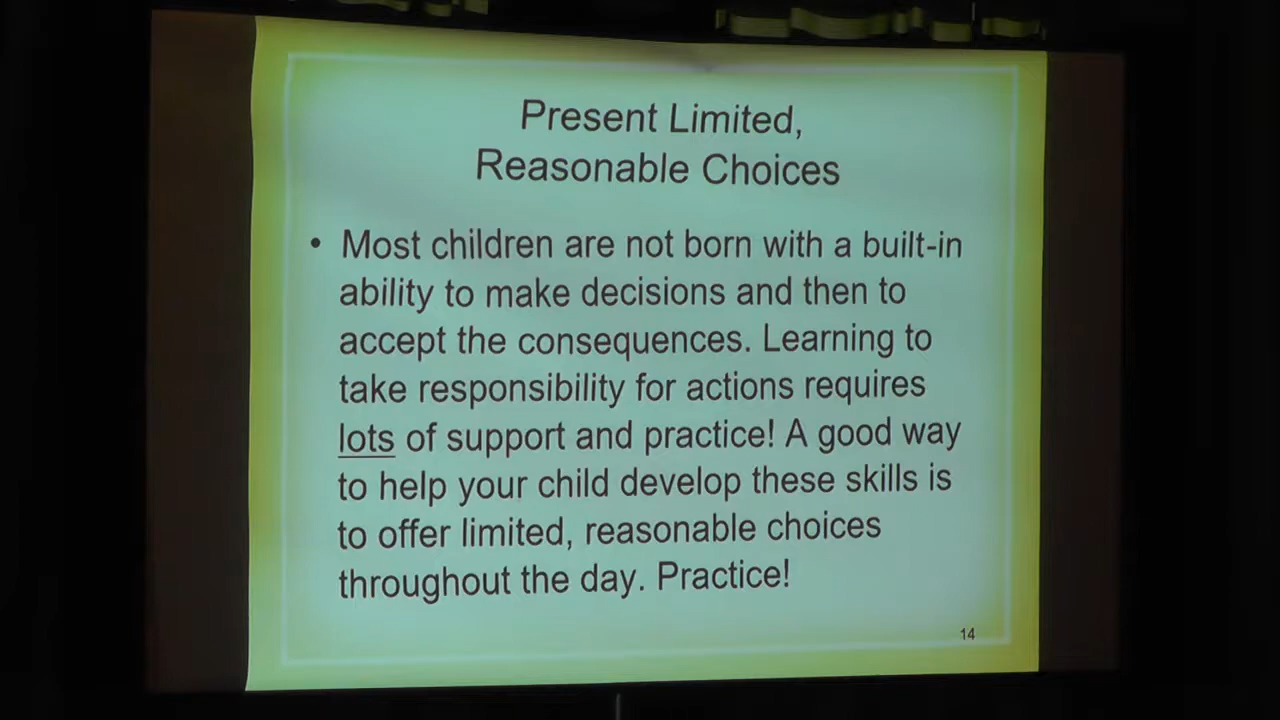 Present Limited,
Reasonable Choices
• Most children are not born with a built-in
ability to make decisions and then to
accept the consequences. Learning to
take responsibility for actions requires
lots of support and practice! A good way
to help your child develop these skills is
to offer limited, reasonable choices
throughout the day. Practice!
14